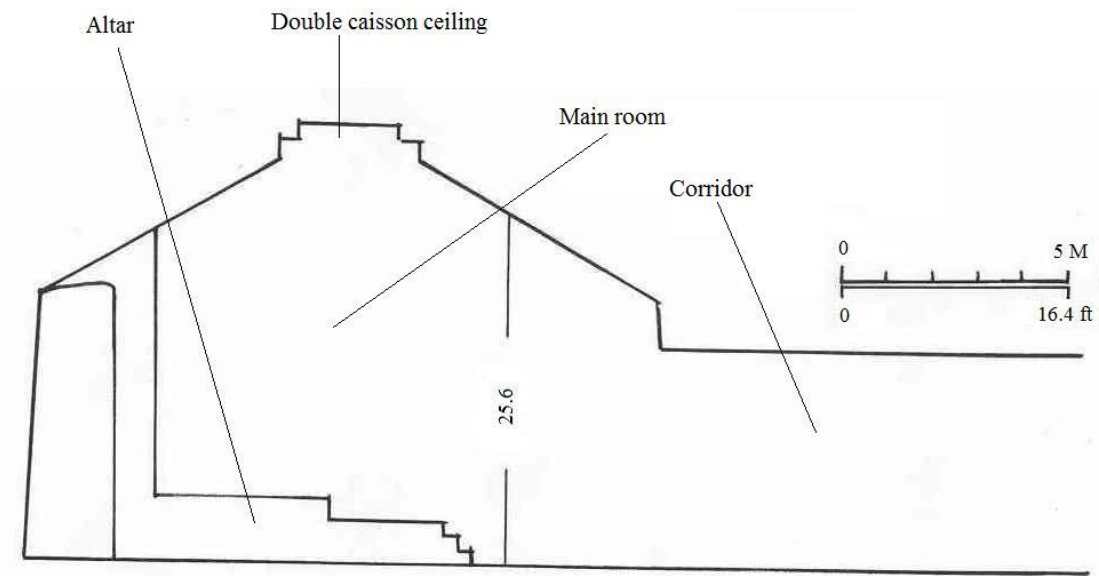 Altar
Double caisson ceiling
Main room
Corridor
0
5 M
0
16.4 ft
25.6